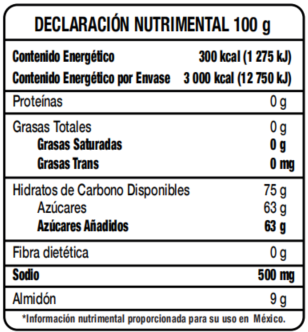 DECLARACIÓN NUTRIMENTAL 100 g
Contenido Energético 300 kcal (1 275 kJ)
Contenido Energético por Envase 3 000 kcal (12 750 kJ)
Proteínas 0 g
Grasas Totales 0 g
Grasas Saturadas 0 g
Grasas Trans 0 mg
Hidratos de Carbono Disponibles 75 g
Azúcares 63 g
Azúcares Añadidos 63 g
Fibra dietética 0 g
Sodio 500 mg
Almidón 9 g
*Información nutrimental proporcionada para su uso en México.